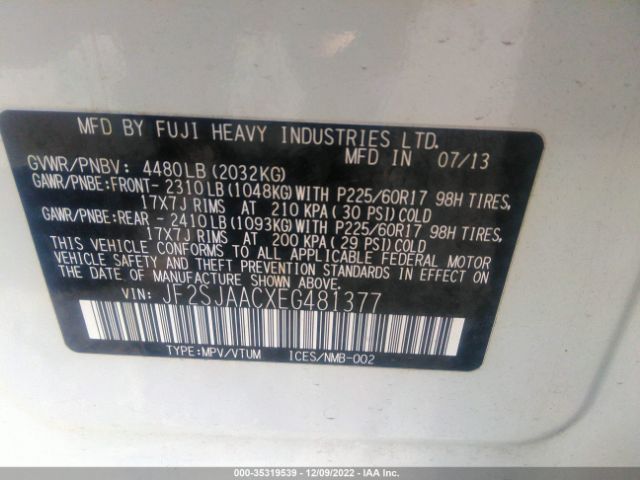 MFD BY FUJI HEAVY INDUSTRIES LTD.
MFD IN 07/13
GVWR/PNBV: 4480LB (2032KG)
GAWR/PNBE:FRONT- 2310LB(1048KG)WITH P225/60R17 98H TIRES,
17X7J RIMS AT 210 KPA(30 PSI)COLD
GAWR/PNBE:REAR -2410LB(1093KG)WITH P225/60R17 98H TIRES,
17X7J RIMS AT 200 KPA(29 PSI)COLD
THIS VEHICLE CONFORMS TO ALL APPLICABLE FEDERAL MOTOR
VEHICLE SAFETY AND THEFT PREVENTION STANDARDS IN EFFECT ON
THE DATE OF MANUFACTURE SHOWN ABOVE.
VIN: JF2SJAACXEG481377
TYPE:MPV/VTUM ICES/NMB-002
000-35319539 - 12/09/2022 - IAA Inc.